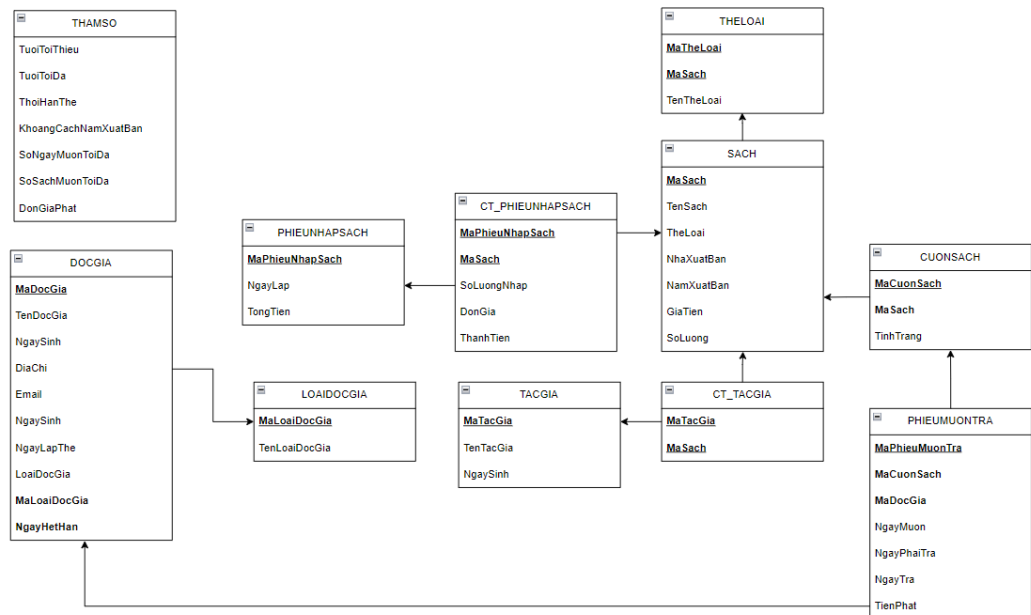 THAMSO
TuoiToiThieu
TuoiToiDa
ThoiHanThe
KhoangCachNamXuatBan
SoNgayMuonToiDa
SoSachMuonToiDa
DonGiaPhat
THELOAI
MaTheLoai
MaSach
TenTheLoai
SACH
MaSach
TenSach
TheLoai
NhaXuatBan
NamXuatBan
GiaTien
SoLuong
CT_PHIEUNHAPSACH
MaPhieuNhapSach
MaSach
SoLuongNhap
DonGia
ThanhTien
PHIEUNHAPSACH
MaPhieuNhapSach
NgayLap
TongTien
DOCGIA
MaDocGia
TenDocGia
NgaySinh
DiaChi
Email
NgaySinh
NgayLapThe
LoaiDocGia
MaLoaiDocGia
NgayHetHan
CUONSACH
MaCuonSach
MaSach
TinhTrang
LOAIDOCGIA
MaLoaiDocGia
TenLoaiDocGia
TACGIA
MaTacGia
TenTacGia
NgaySinh
CT_TACGIA
MaTacGia
MaSach
PHIEUMUONTRA
MaPhieuMuonTra
MaCuonSach
MaDocGia
NgayMuon
NgayPhaiTra
NgayTra
TienPhat